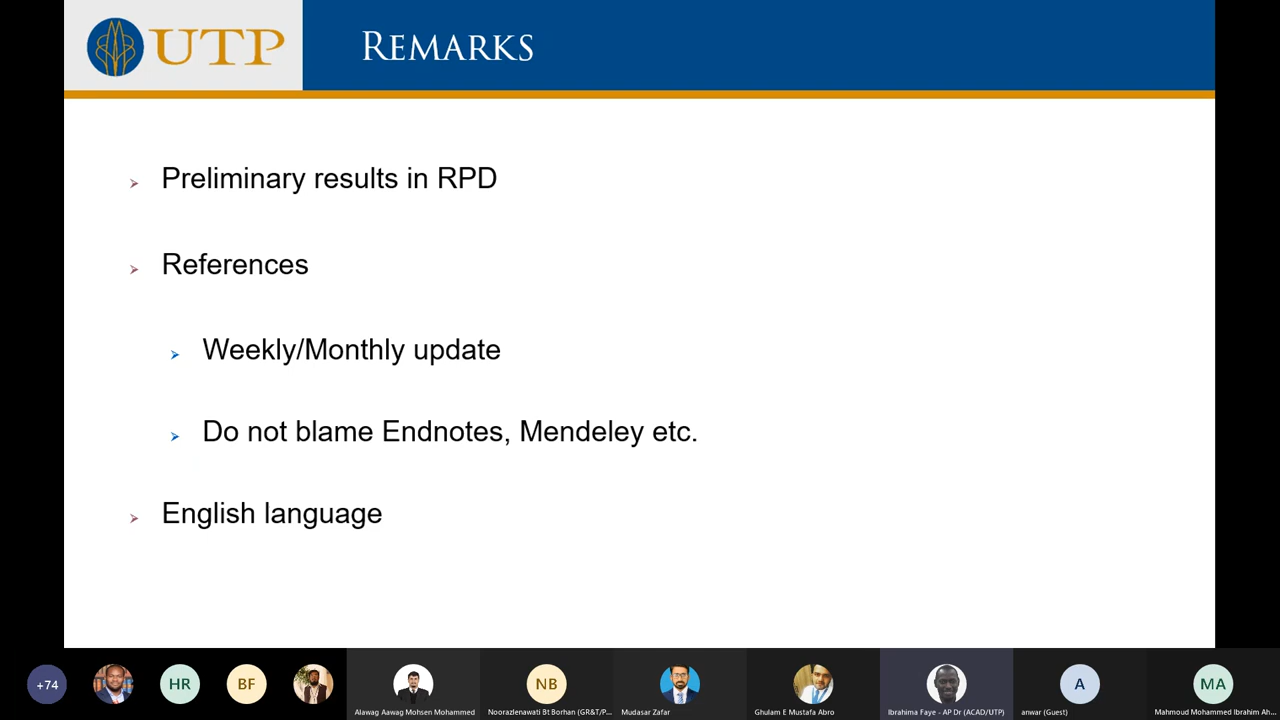 UTP
REMARKS
Preliminary results in RPD
References
Weekly/Monthly update
Do not blame Endnotes, Mendeley etc.
English language
+74
HR
BF
NB
A
MA
Alawag Aawag Mohsen Mohammed
Noorazlenawati Bt Borhan (GR&T/P...
Mudasar Zafar
Ghulam E Mustafa Abro
Ibrahima Faye - AP Dr (ACAD/UTP)
anwar (Guest)
Mahmoud Mohammed Ibrahim Ah...